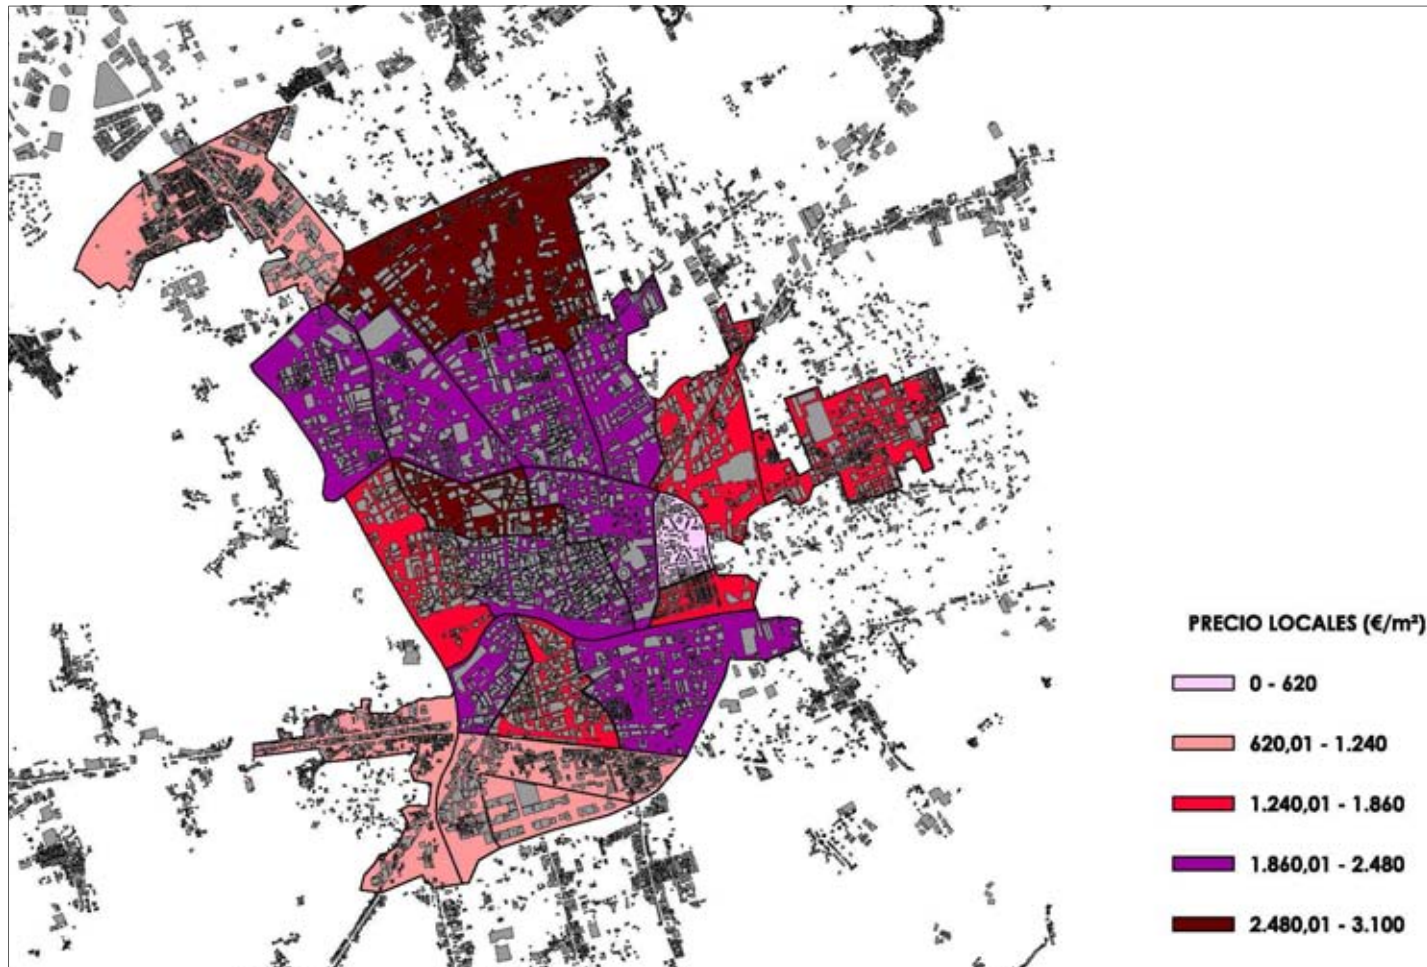 PRECIO LOCALES (€/m²)
0 - 620
620,01 - 1.240
1.240,01 - 1.860
1.860,01 - 2.480
2.480,01 - 3.100